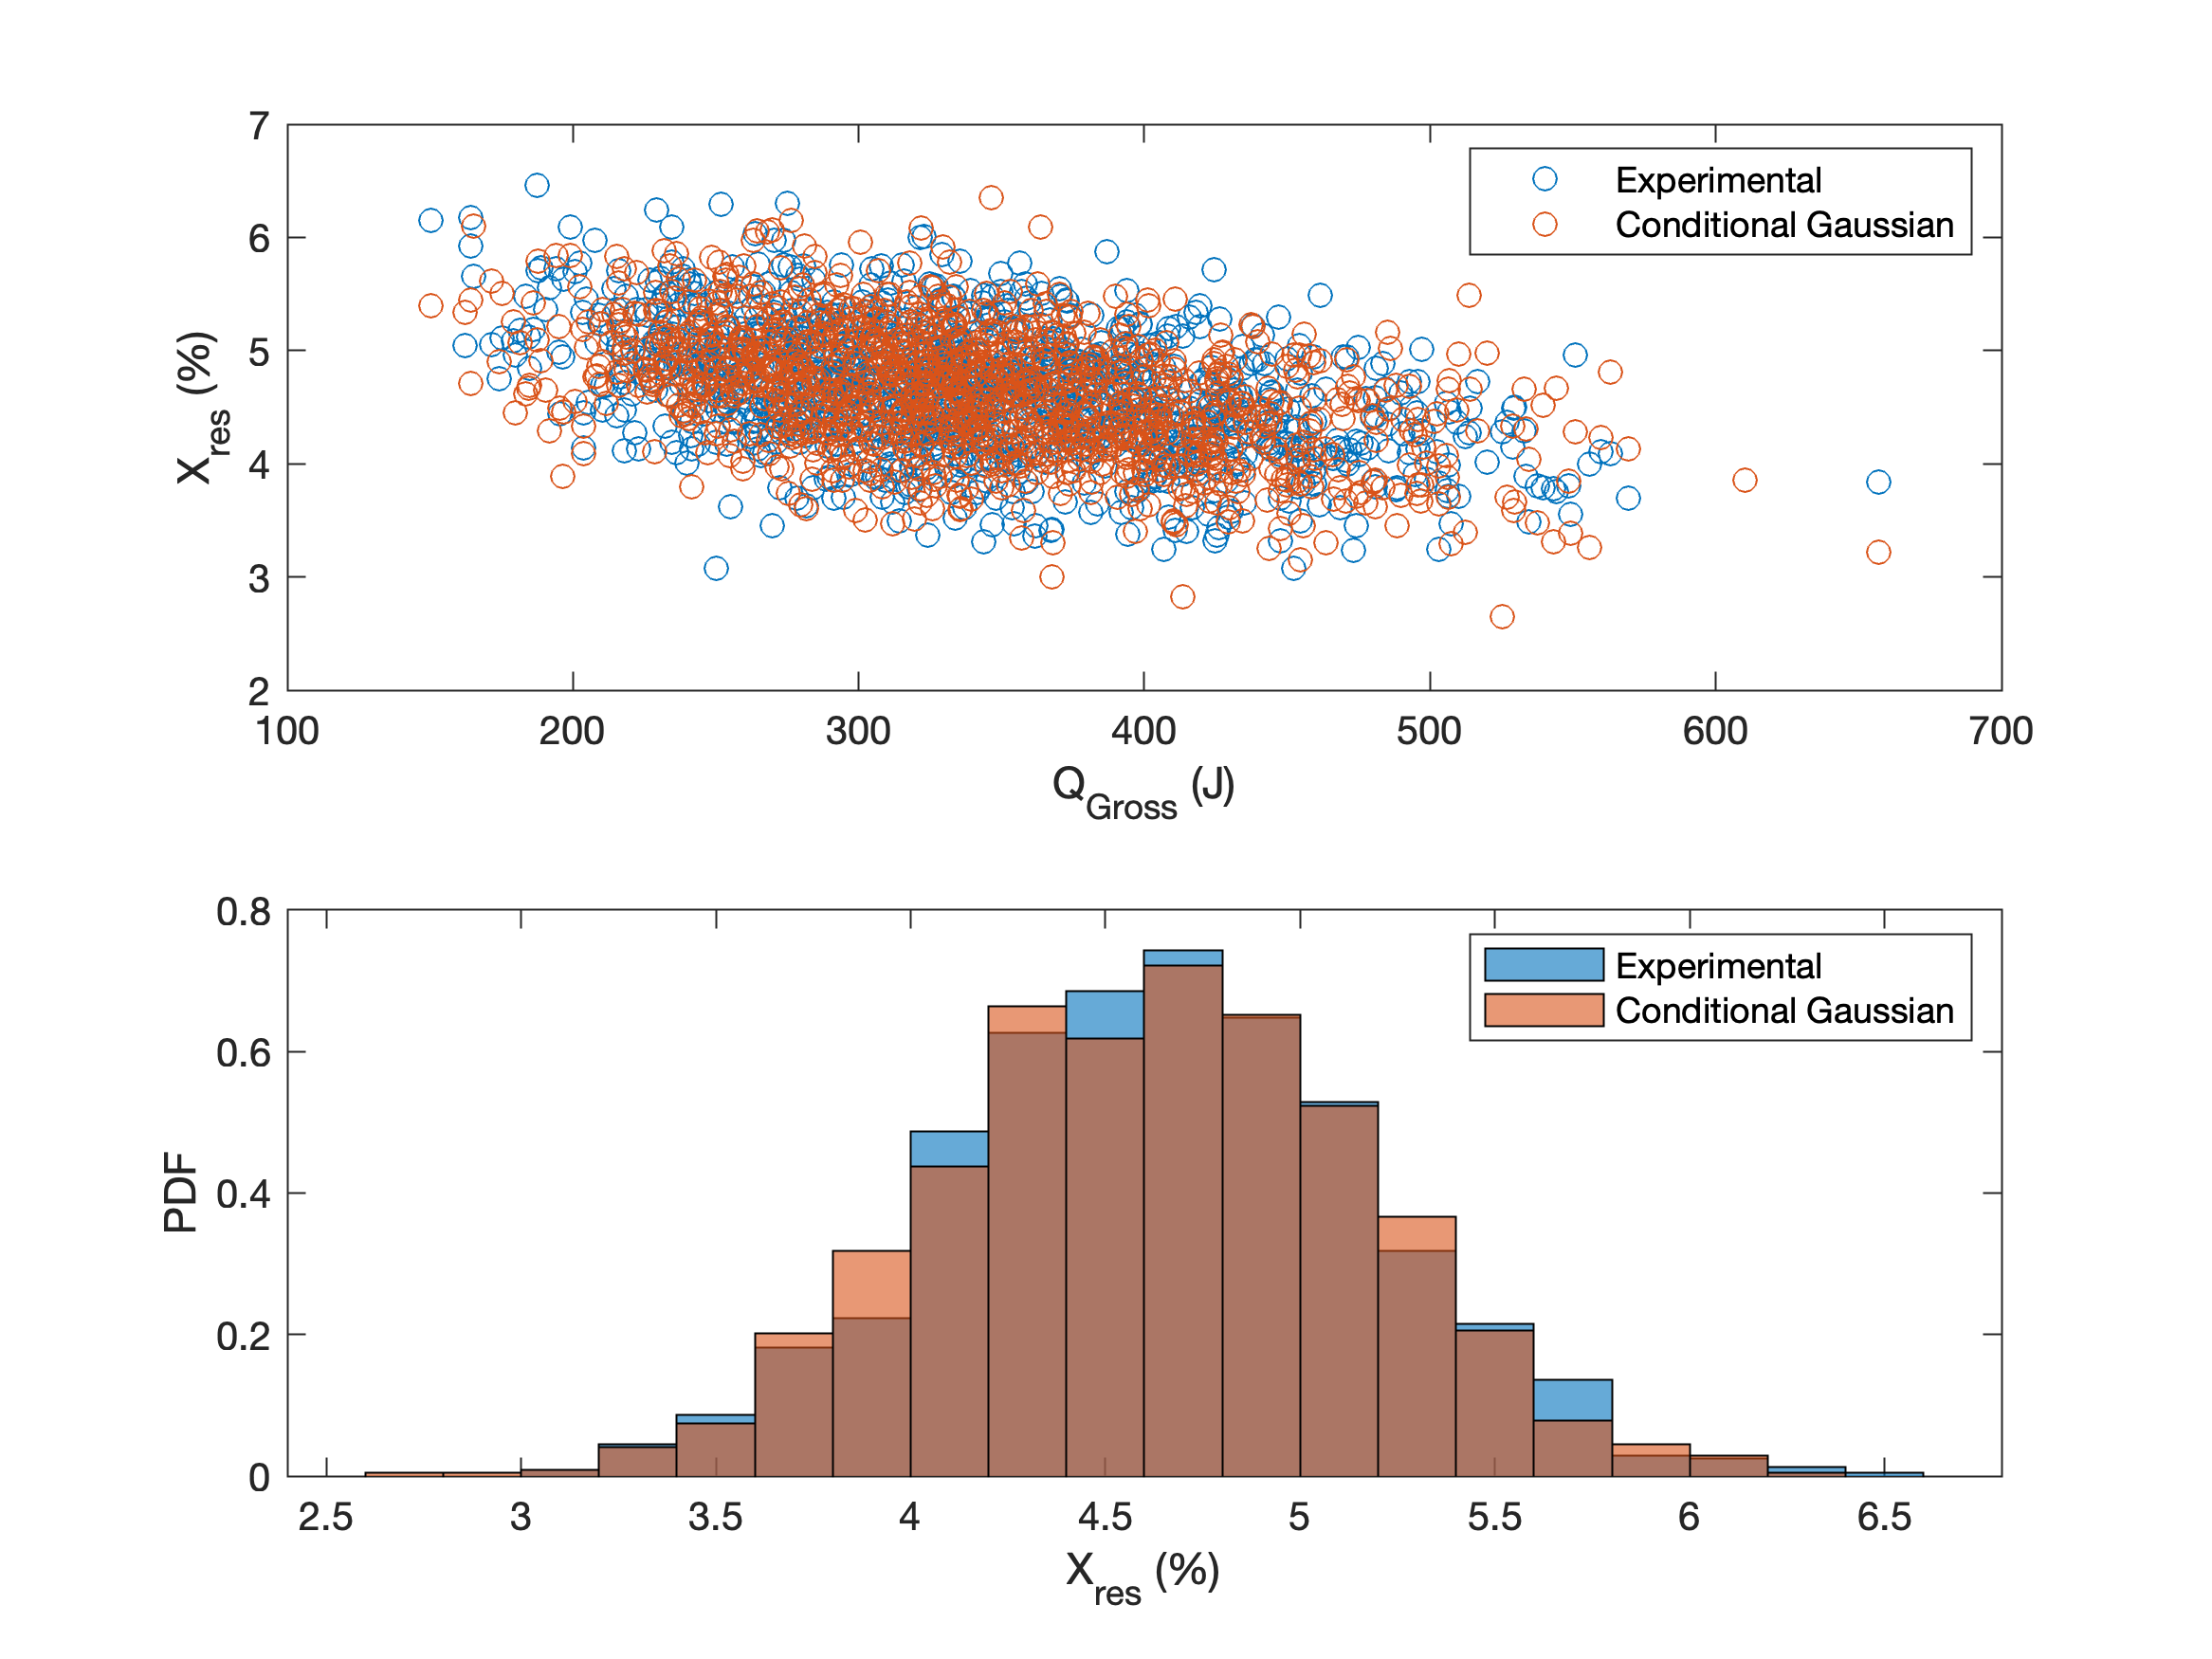 7
6
5
4
3
2
X_res (%)
Experimental
Conditional Gaussian
100 200 300 400 500 600 700
Q_Gross (J)
0.8
0.6
0.4
0.2
0
PDF
Experimental
Conditional Gaussian
2.5 3 3.5 4 4.5 5 5.5 6 6.5
X_res (%)